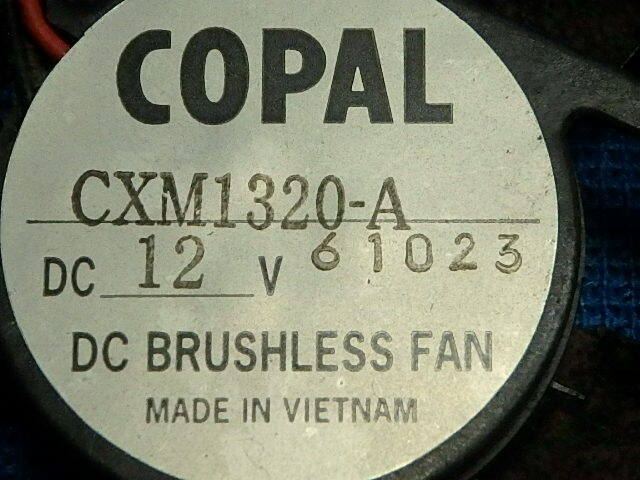 COPAL
CXM1320-A
DC 12 V 61023
DC BRUSHLESS FAN
MADE IN VIETNAM